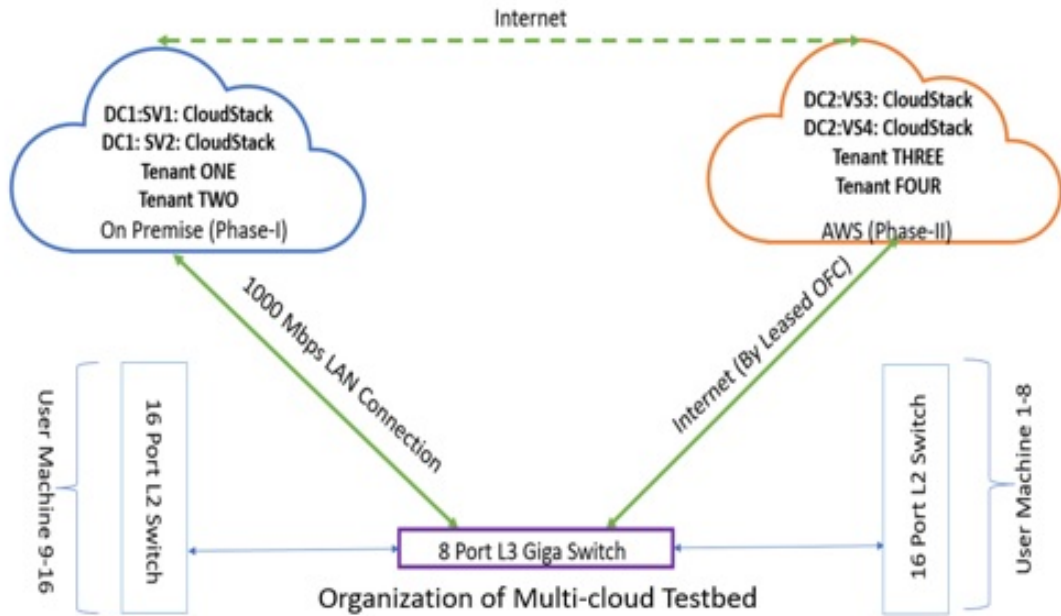 Internet
DC1:SV1: CloudStack
DC1: SV2: CloudStack
Tenant ONE
Tenant TWO
On Premise (Phase-I)
DC2:VS3: CloudStack
DC2:VS4: CloudStack
Tenant THREE
Tenant FOUR
AWS (Phase-II)
1000 Mbps LAN Connection
Internet (By Leased OFC)
User Machine 9-16
16 Port L2 Switch
8 Port L3 Giga Switch
16 Port L2 Switch
User Machine 1-8
Organization of Multi-cloud Testbed